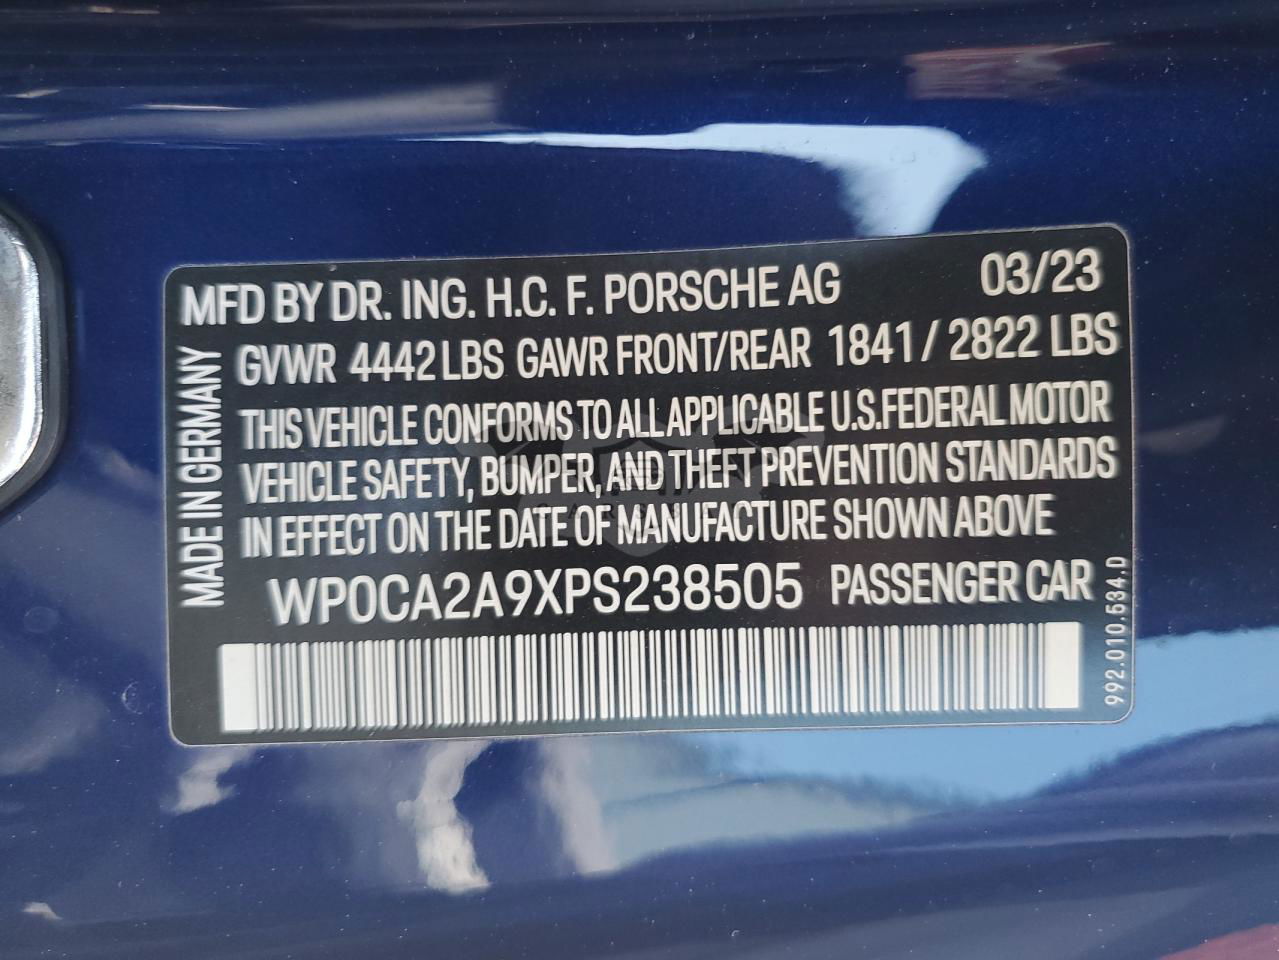 MFD BY DR. ING. H.C. F. PORSCHE AG 03/23
GVWR 4442 LBS GAWR FRONT/REAR 1841 / 2822 LBS
THIS VEHICLE CONFORMS TO ALL APPLICABLE U.S.FEDERAL MOTOR
VEHICLE SAFETY, BUMPER, AND THEFT PREVENTION STANDARDS
IN EFFECT ON THE DATE OF MANUFACTURE SHOWN ABOVE
WP0CA2A9XPS238505 PASSENGER CAR
MADE IN GERMANY
992.010.534.0